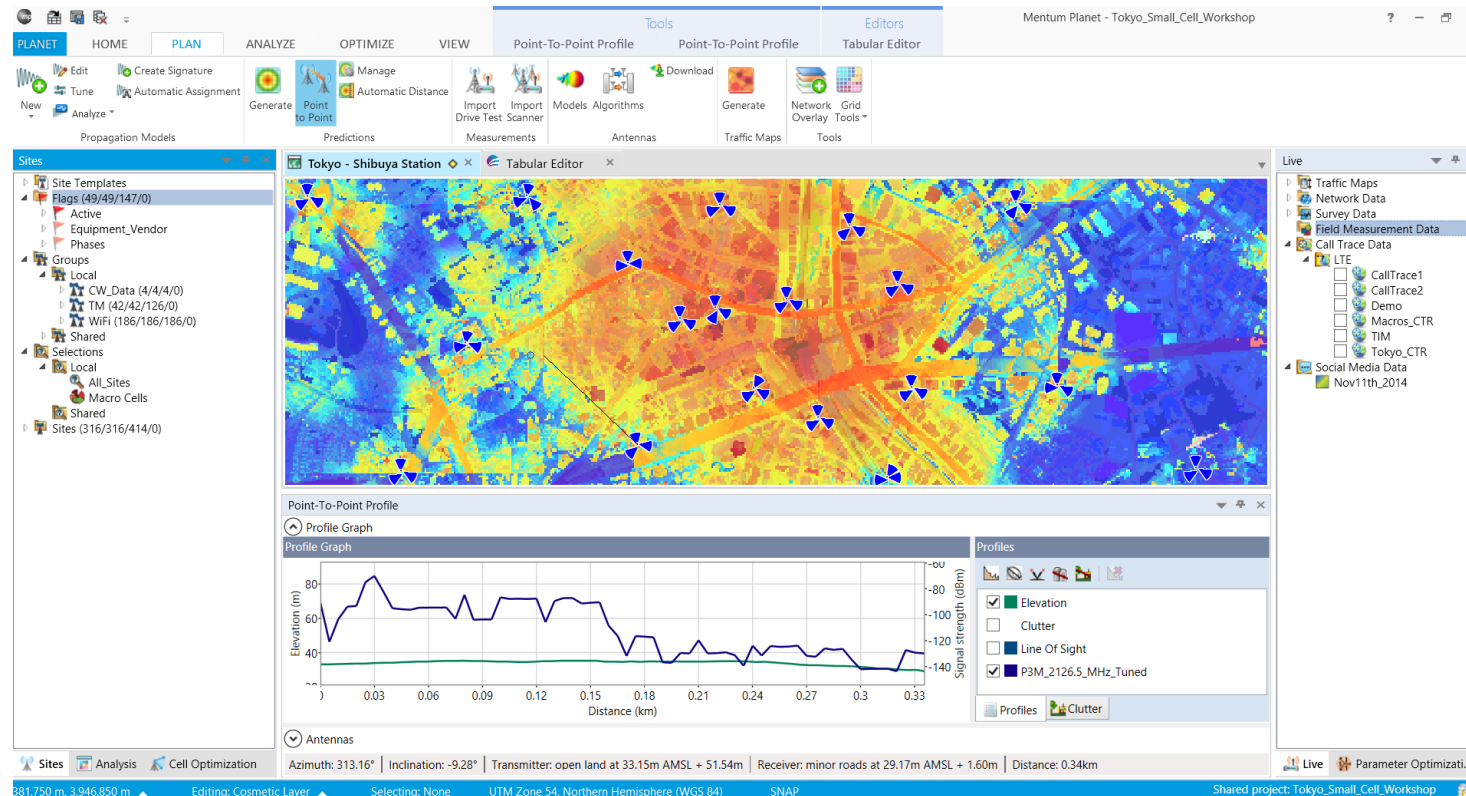 Tools
Editors
Mentum Planet - Tokyo_Small_Cell_Workshop
PLANET HOME PLAN ANALYZE OPTIMIZE VIEW Point-To-Point Profile Point-To-Point Profile Tabular Editor
New
Edit
Tune
Analyze
Create Signature
Automatic Assignment
Propagation Models
Generate
Point to Point
Manage
Automatic Distance
Predictions
Import Drive Test
Import Scanner
Measurements
Models
Algorithms
Download
Antennas
Generate
Traffic Maps
Network Overlay
Grid Tools
Tools
Sites
Site Templates
Flags (49/49/147/0)
Active
Equipment_Vendor
Phases
Groups
Local
CW_Data (4/4/4/0)
TM (42/42/126/0)
WiFi (186/186/186/0)
Shared
Selections
Local
All_Sites
Macro Cells
Shared
Sites (316/316/414/0)
Sites Analysis Cell Optimization
Tokyo - Shibuya Station
Tabular Editor
Point-To-Point Profile
Profile Graph
Profile Graph
Elevation (m)
80
60
40
20
-60
-80
-100
-120
-140
Signal strength (dBm)
0.03 0.06 0.09 0.12 0.15 0.18 0.21 0.24 0.27 0.3 0.33
Distance (km)
Profiles
Elevation
Clutter
Line Of Sight
P3M_2126.5_MHz_Tuned
Profiles Clutter
Antennas
Azimuth: 313.16° Inclination: -9.28° Transmitter: open land at 33.15m AMSL + 51.54m Receiver: minor roads at 29.17m AMSL + 1.60m Distance: 0.34km
Live
Traffic Maps
Network Data
Survey Data
Field Measurement Data
Call Trace Data
LTE
CallTrace1
CallTrace2
Demo
Macros_CTR
TIM
Tokyo_CTR
Social Media Data
Nov11th_2014
Live Parameter Optimizati.
381,750 m, 3,946,850 m Editing: Cosmetic Layer Selecting: None UTM Zone 54, Northern Hemisphere (WGS 84) SNAP Shared project: Tokyo_Small_Cell_Workshop